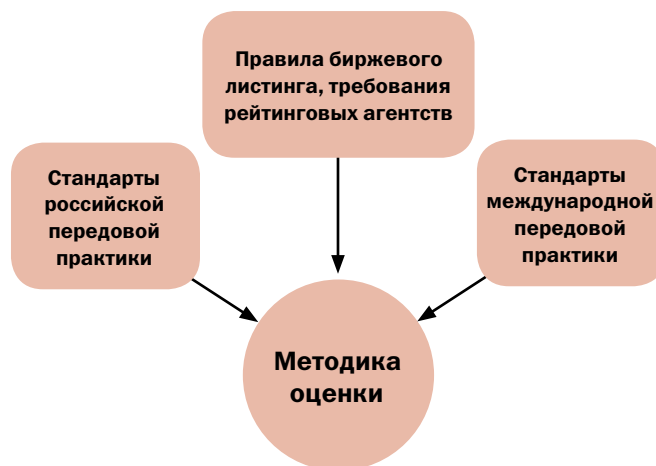 Правила биржевого
листинга, требования
рейтинговых агентств
Стандарты
российской
передовой
практики
Стандарты
международной
передовой
практики
Методика
оценки